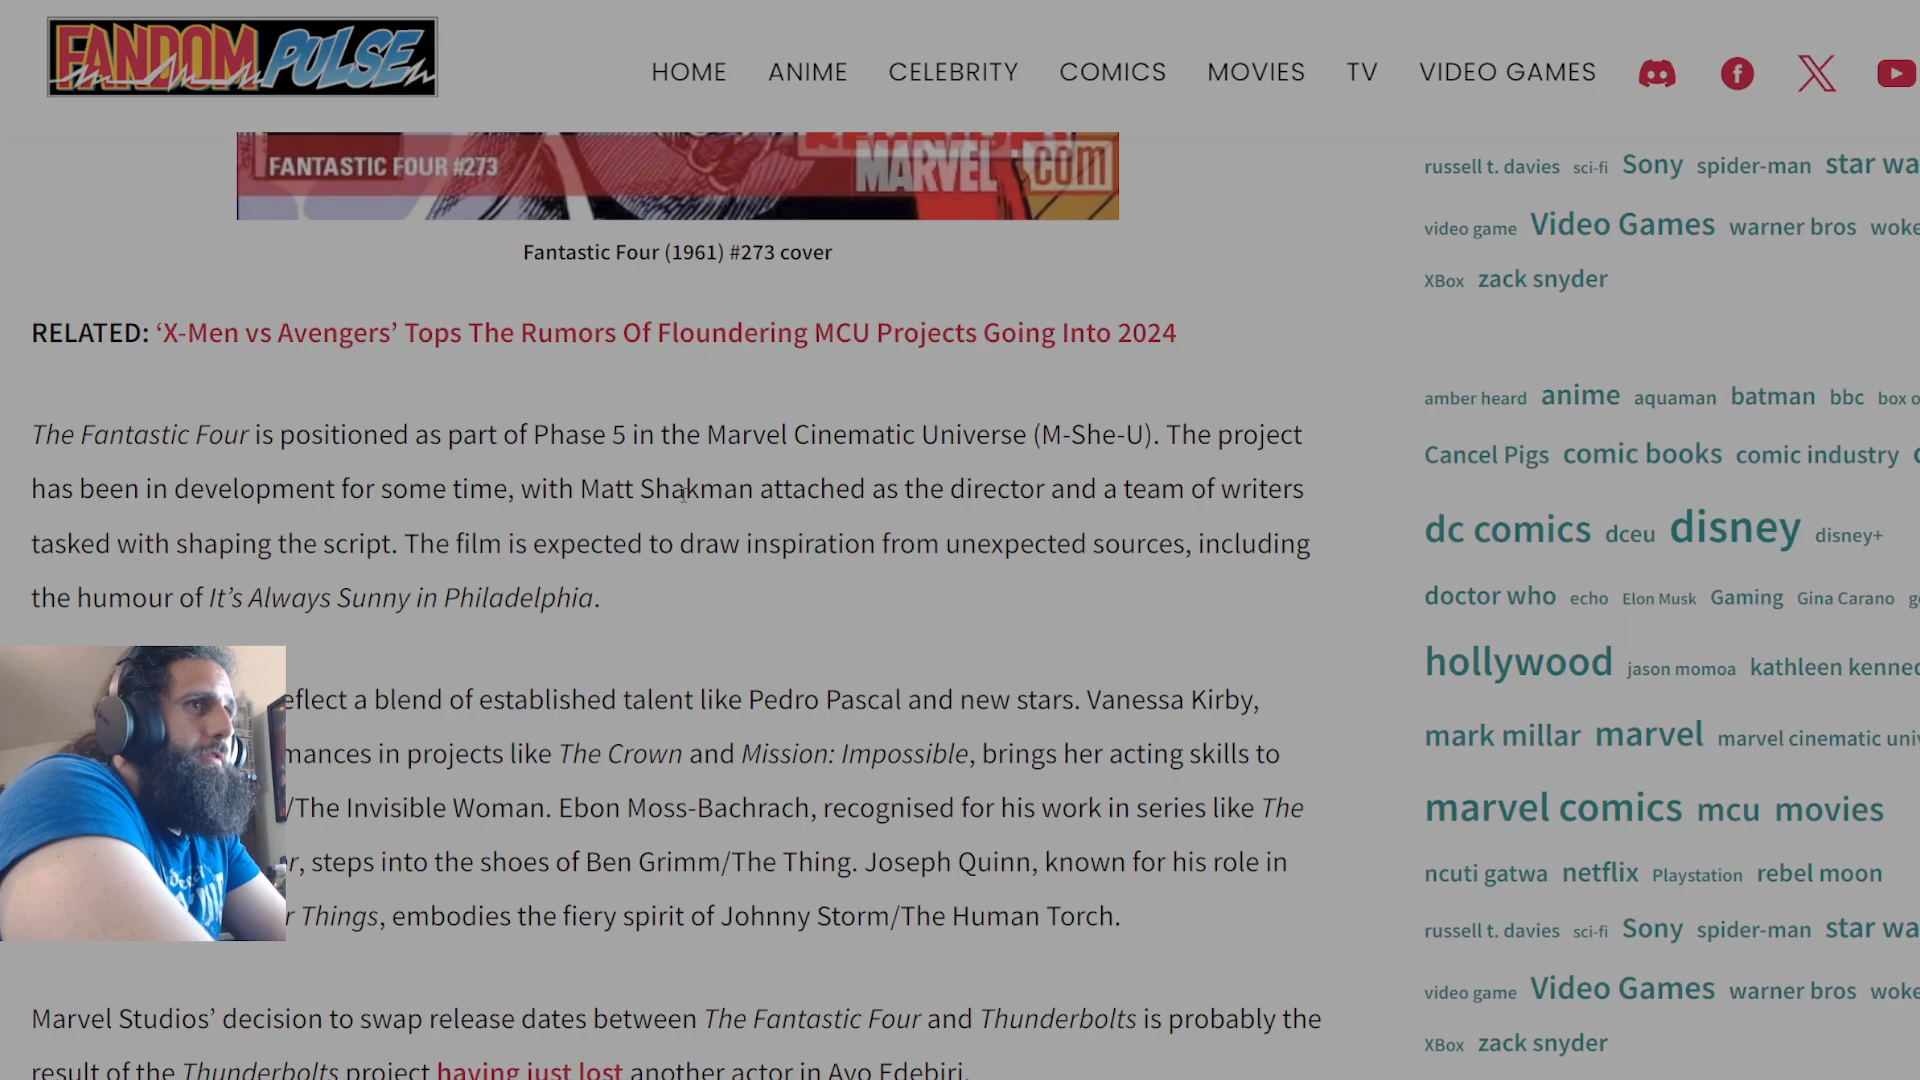 FANDOM PULSE
HOME ANIME CELEBRITY COMICS MOVIES TV VIDEO GAMES
FANTASTIC FOUR #273
MARVEL.com
Fantastic Four (1961) #273 cover
RELATED: ‘X-Men vs Avengers’ Tops The Rumors Of Floundering MCU Projects Going Into 2024
The Fantastic Four is positioned as part of Phase 5 in the Marvel Cinematic Universe (M-She-U). The project
has been in development for some time, with Matt Shakman attached as the director and a team of writers
tasked with shaping the script. The film is expected to draw inspiration from unexpected sources, including
the humour of It’s Always Sunny in Philadelphia.
eflect a blend of established talent like Pedro Pascal and new stars. Vanessa Kirby,
mances in projects like The Crown and Mission: Impossible, brings her acting skills to
/The Invisible Woman. Ebon Moss-Bachrach, recognised for his work in series like The
r, steps into the shoes of Ben Grimm/The Thing. Joseph Quinn, known for his role in
r Things, embodies the fiery spirit of Johnny Storm/The Human Torch.
Marvel Studios’ decision to swap release dates between The Fantastic Four and Thunderbolts is probably the
result of the Thunderbolts project having just lost another actor in Ayo Edebiri.
russell t. davies sci-fi Sony spider-man star wa
video game Video Games warner bros woke
XBox zack snyder
amber heard anime aquaman batman bbc box o
Cancel Pigs comic books comic industry
dc comics dceu disney disney+
doctor who echo Elon Musk Gaming Gina Carano g
hollywood jason momoa kathleen kenned
mark millar marvel marvel cinematic univ
marvel comics mcu movies
ncuti gatwa netflix Playstation rebel moon
russell t. davies sci-fi Sony spider-man star wa
video game Video Games warner bros woke
XBox zack snyder